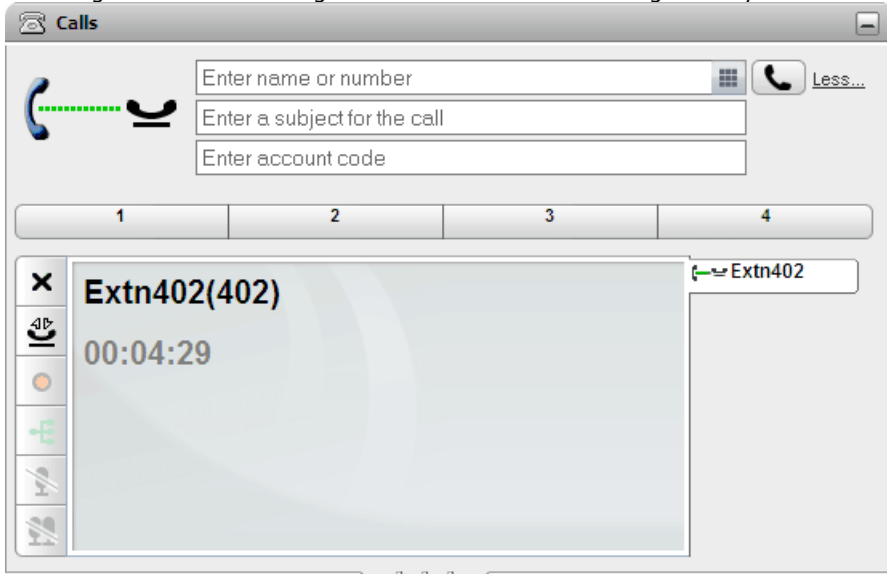 Calls
Enter name or number
Less...
Enter a subject for the call
Enter account code
1 2 3 4
Extn402(402)
Extn402
00:04:29